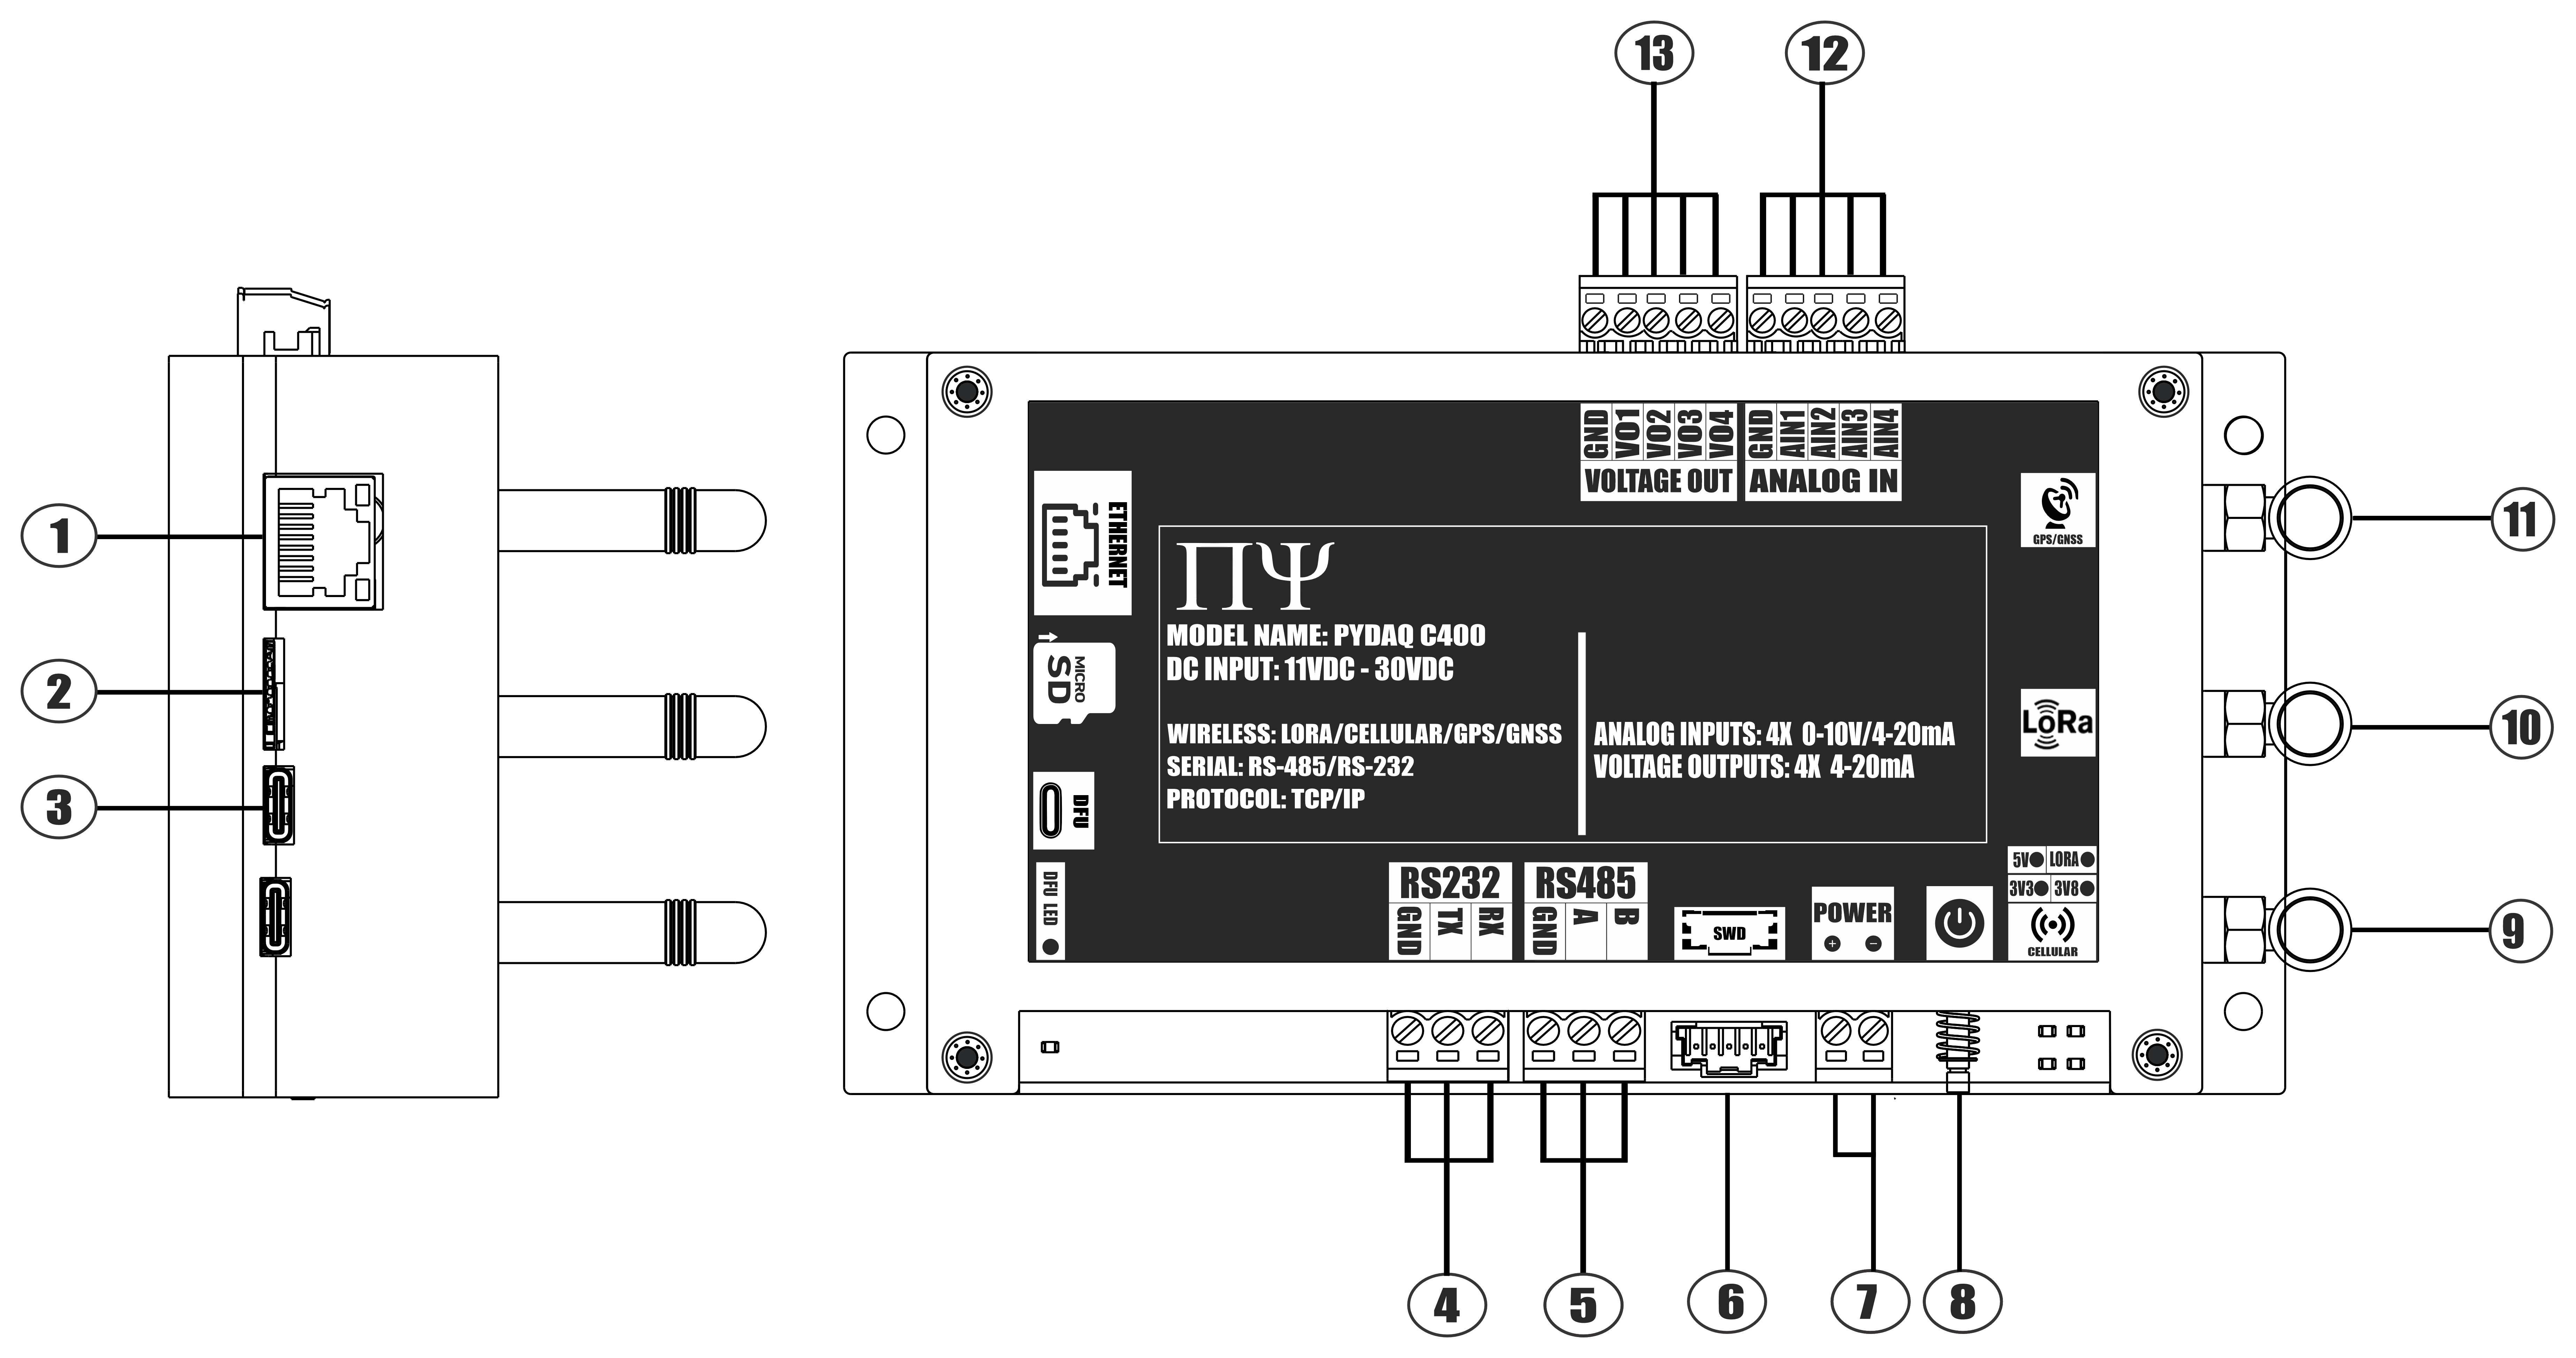 13
12
GND
VO1
VO2
VO3
VO4
VOLTAGE OUT
GND
AIN1
AIN2
AIN3
AIN4
ANALOG IN
1
ETHERNET
GPS/GNSS
11
ΠΨ
MODEL NAME: PYDAQ C400
DC INPUT: 11VDC - 30VDC
2
MICRO
SD
LoRa
10
WIRELESS: LORA/CELLULAR/GPS/GNSS
SERIAL: RS-485/RS-232
PROTOCOL: TCP/IP
ANALOG INPUTS: 4X 0-10V/4-20mA
VOLTAGE OUTPUTS: 4X 4-20mA
3
DFU
DFU LED
RS232
GND
TX
RX
RS485
GND
A
B
SWD
POWER
+ −
5V LORA
3V3 3V8
CELLULAR
9
4
5
6
7
8